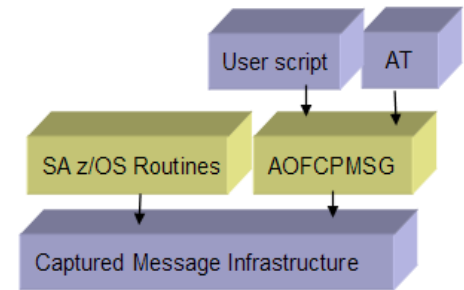 User script
AT
SA z/OS Routines
AOFCPMSG
Captured Message Infrastructure